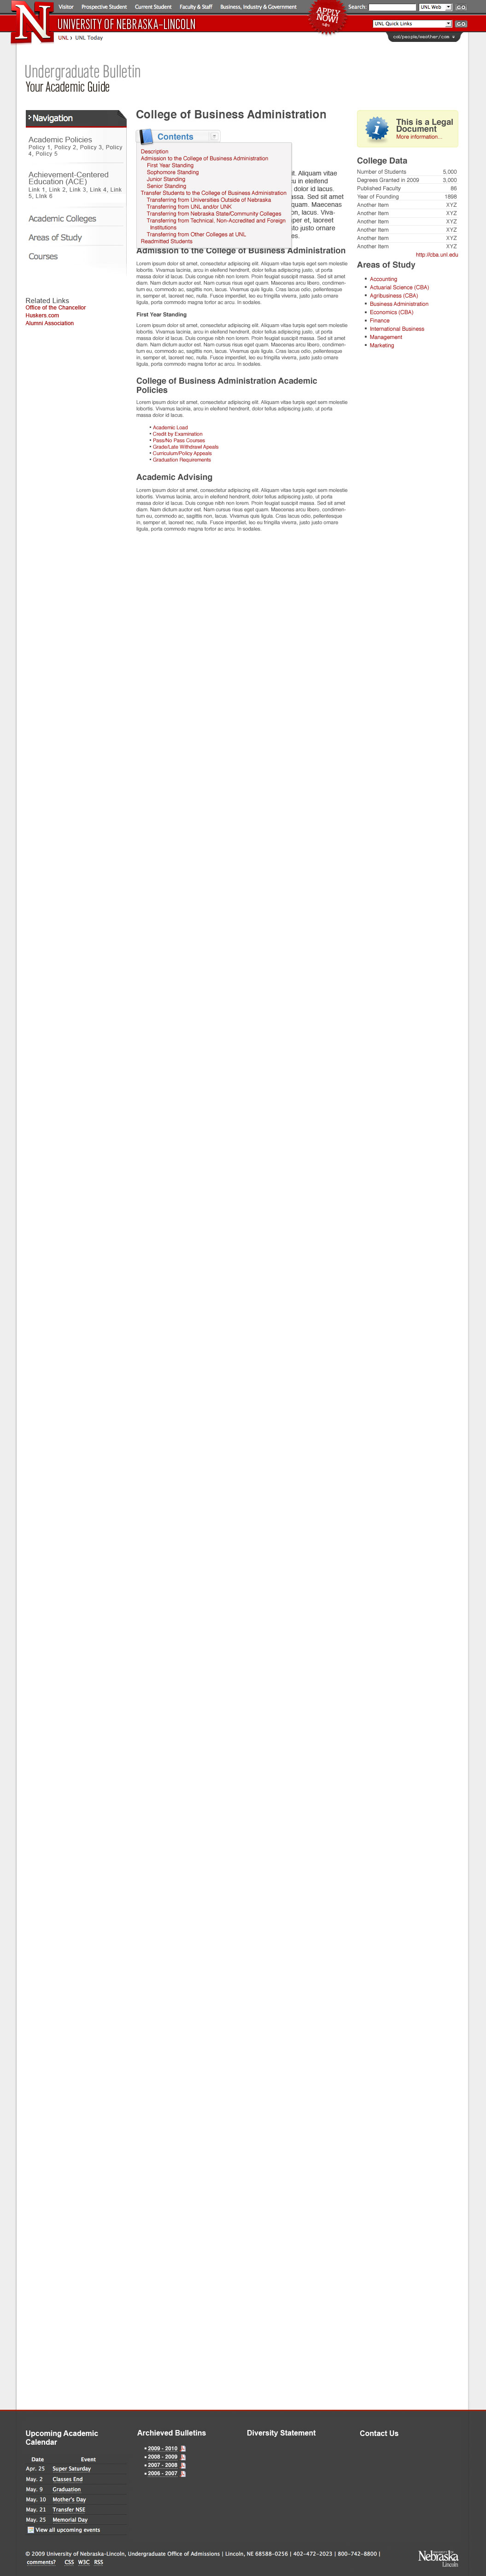 Visitor Prospective Student Current Student Faculty & Staff Business, Industry & Government
APPLY NOW!
Search: UNL Web GO
N UNIVERSITY OF NEBRASKA–LINCOLN
UNL Quick Links GO
UNL › UNL Today
Undergraduate Bulletin
Your Academic Guide
> Navigation
Academic Policies
Policy 1, Policy 2, Policy 3, Policy
4, Policy 5
Achievement-Centered
Education (ACE)
Link 1, Link 2, Link 3, Link 4, Link
5, Link 6
Academic Colleges
Areas of Study
Courses
Related Links
Office of the Chancellor
Huskers.com
Alumni Association
College of Business Administration
Contents
Description
Admission to the College of Business Administration
First Year Standing
Sophomore Standing
Junior Standing
Senior Standing
Transfer Students to the College of Business Administration
Transferring from Universities Outside of Nebraska
Transferring from UNL and/or UNK
Transferring from Nebraska State/Community Colleges
Transferring from Technical, Non-Accredited and Foreign
Institutions
Transferring from Other Colleges at UNL
Readmitted Students
it. Aliquam vitae
u in eleifend
dolor id lacus.
assa. Sed sit amet
quam. Maecenas
on, lacus. Viva-
per et, laoreet
to justo ornare
es.
Admission to the College of Business Administration
Lorem ipsum dolor sit amet, consectetur adipiscing elit. Aliquam vitae turpis eget sem molestie
lobortis. Vivamus lacinia, arcu in eleifend hendrerit, dolor tellus adipiscing justo, ut porta
massa dolor id lacus. Duis congue nibh non lorem. Proin feugiat suscipit massa. Sed sit amet
diam. Nam dictum auctor est. Nam cursus risus eget quam. Maecenas arcu libero, condimen-
tum eu, commodo ac, sagittis non, lacus. Vivamus quis ligula. Cras lacus odio, pellentesque
in, semper et, laoreet nec, nulla. Fusce imperdiet, leo eu fringilla viverra, justo justo ornare
ligula, porta commodo magna tortor ac arcu. In sodales.
First Year Standing
Lorem ipsum dolor sit amet, consectetur adipiscing elit. Aliquam vitae turpis eget sem molestie
lobortis. Vivamus lacinia, arcu in eleifend hendrerit, dolor tellus adipiscing justo, ut porta
massa dolor id lacus. Duis congue nibh non lorem. Proin feugiat suscipit massa. Sed sit amet
diam. Nam dictum auctor est. Nam cursus risus eget quam. Maecenas arcu libero, condimen-
tum eu, commodo ac, sagittis non, lacus. Vivamus quis ligula. Cras lacus odio, pellentesque
in, semper et, laoreet nec, nulla. Fusce imperdiet, leo eu fringilla viverra, justo justo ornare
ligula, porta commodo magna tortor ac arcu. In sodales.
College of Business Administration Academic
Policies
Lorem ipsum dolor sit amet, consectetur adipiscing elit. Aliquam vitae turpis eget sem molestie
lobortis. Vivamus lacinia, arcu in eleifend hendrerit, dolor tellus adipiscing justo, ut porta
massa dolor id lacus.
• Academic Load
• Credit by Examination
• Pass/No Pass Courses
• Grade/Late Withdrawl Apeals
• Curriculum/Policy Appeals
• Graduation Requirements
Academic Advising
Lorem ipsum dolor sit amet, consectetur adipiscing elit. Aliquam vitae turpis eget sem molestie
lobortis. Vivamus lacinia, arcu in eleifend hendrerit, dolor tellus adipiscing justo, ut porta
massa dolor id lacus. Duis congue nibh non lorem. Proin feugiat suscipit massa. Sed sit amet
diam. Nam dictum auctor est. Nam cursus risus eget quam. Maecenas arcu libero, condimen-
tum eu, commodo ac, sagittis non, lacus. Vivamus quis ligula. Cras lacus odio, pellentesque
in, semper et, laoreet nec, nulla. Fusce imperdiet, leo eu fringilla viverra, justo justo ornare
ligula, porta commodo magna tortor ac arcu. In sodales.
This is a Legal
Document
More information...
College Data
Number of Students 5,000
Degrees Granted in 2009 3,000
Published Faculty 86
Year of Founding 1898
Another Item XYZ
Another Item XYZ
Another Item XYZ
Another Item XYZ
Another Item XYZ
Another Item XYZ
http://cba.unl.edu
Areas of Study
• Accounting
• Actuarial Science (CBA)
• Agribusiness (CBA)
• Business Administration
• Economics (CBA)
• Finance
• International Business
• Management
• Marketing
Upcoming Academic
Calendar
Date Event
Apr. 25 Super Saturday
May. 2 Classes End
May. 9 Graduation
May. 10 Mother's Day
May. 21 Transfer NSE
May. 25 Memorial Day
View all upcoming events
Archieved Bulletins
2009 - 2010
2008 - 2009
2007 - 2008
2006 - 2007
Diversity Statement
Contact Us
© 2009 University of Nebraska-Lincoln, Undergraduate Office of Admissions | Lincoln, NE 68588-0256 | 402-472-2023 | 800-742-8800 |
comments? CSS W3C RSS
Nebraska
Lincoln